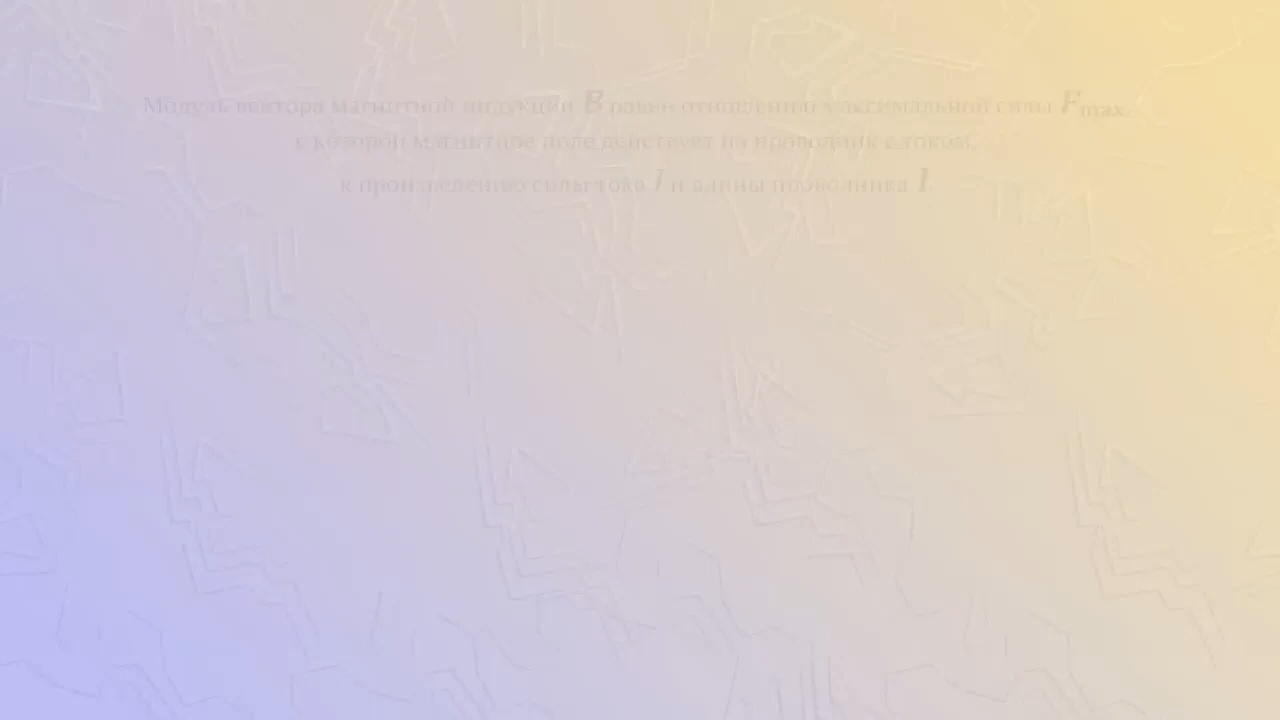 Модуль вектора магнитной индукции B равен отношению максимальной силы Fmax,
с которой магнитное поле действует на проводник с током,
к произведению силы тока I и длины проводника l